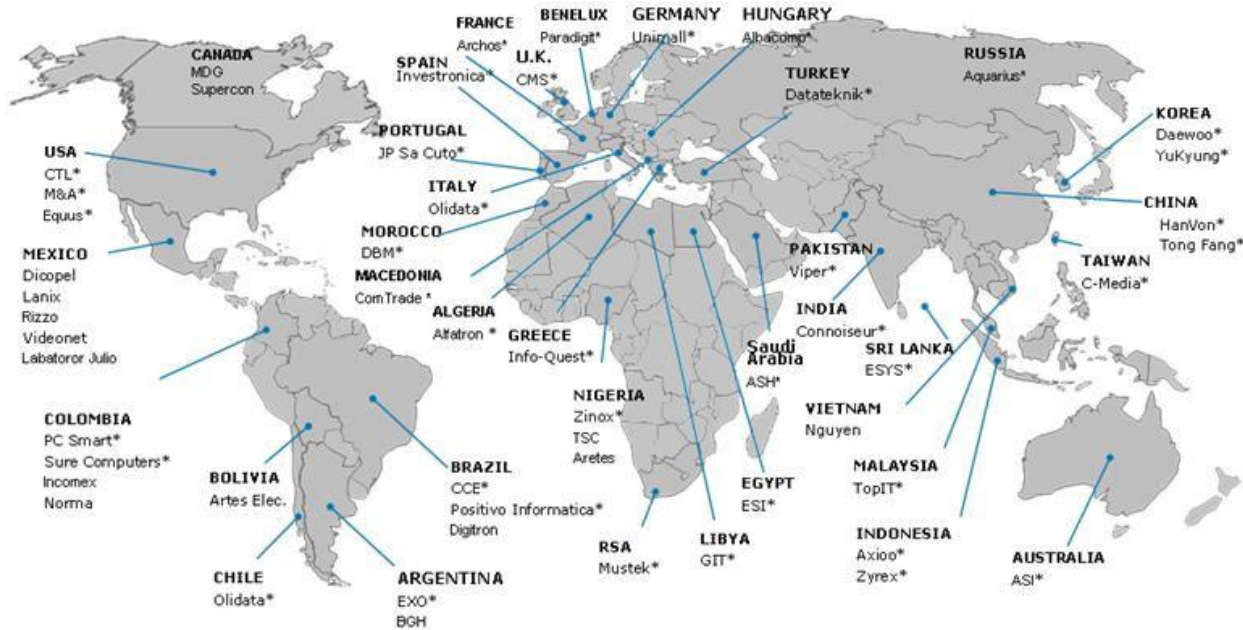 CANADA
MDG
Supercon
USA
CTL*
M&A*
Equus*
MEXICO
Dicopel
Lanix
Rizzo
Videonet
Labatoror Julio
COLOMBIA
PC Smart*
Sure Computers*
Incomex
Norma
BOLIVIA
Artes Elec.
CHILE
Olidata*
ARGENTINA
EXO*
BGH
BRAZIL
CCE*
Positivo Informatica*
Digitron
FRANCE
Archos*
BENELUX
Paradigit*
GERMANY
Unimall*
HUNGARY
Albacomp*
SPAIN
Investronica*
U.K.
CMS*
TURKEY
Datateknik*
RUSSIA
Aquarius*
PORTUGAL
JP Sa Cuto*
ITALY
Olidata*
MOROCCO
DBM*
MACEDONIA
ComTrade *
ALGERIA
Alfatron *
GREECE
Info-Quest*
NIGERIA
Zinox*
TSC
Aretes
RSA
Mustek*
LIBYA
GIT*
EGYPT
ESI*
Saudi
Arabia
ASH*
PAKISTAN
Viper*
INDIA
Connoiseur*
SRI LANKA
ESYS*
VIETNAM
Nguyen
MALAYSIA
TopIT*
INDONESIA
Axioo*
Zyrex*
AUSTRALIA
ASI*
KOREA
Daewoo*
YuKyung*
CHINA
HanVon*
Tong Fang*
TAIWAN
C-Media*